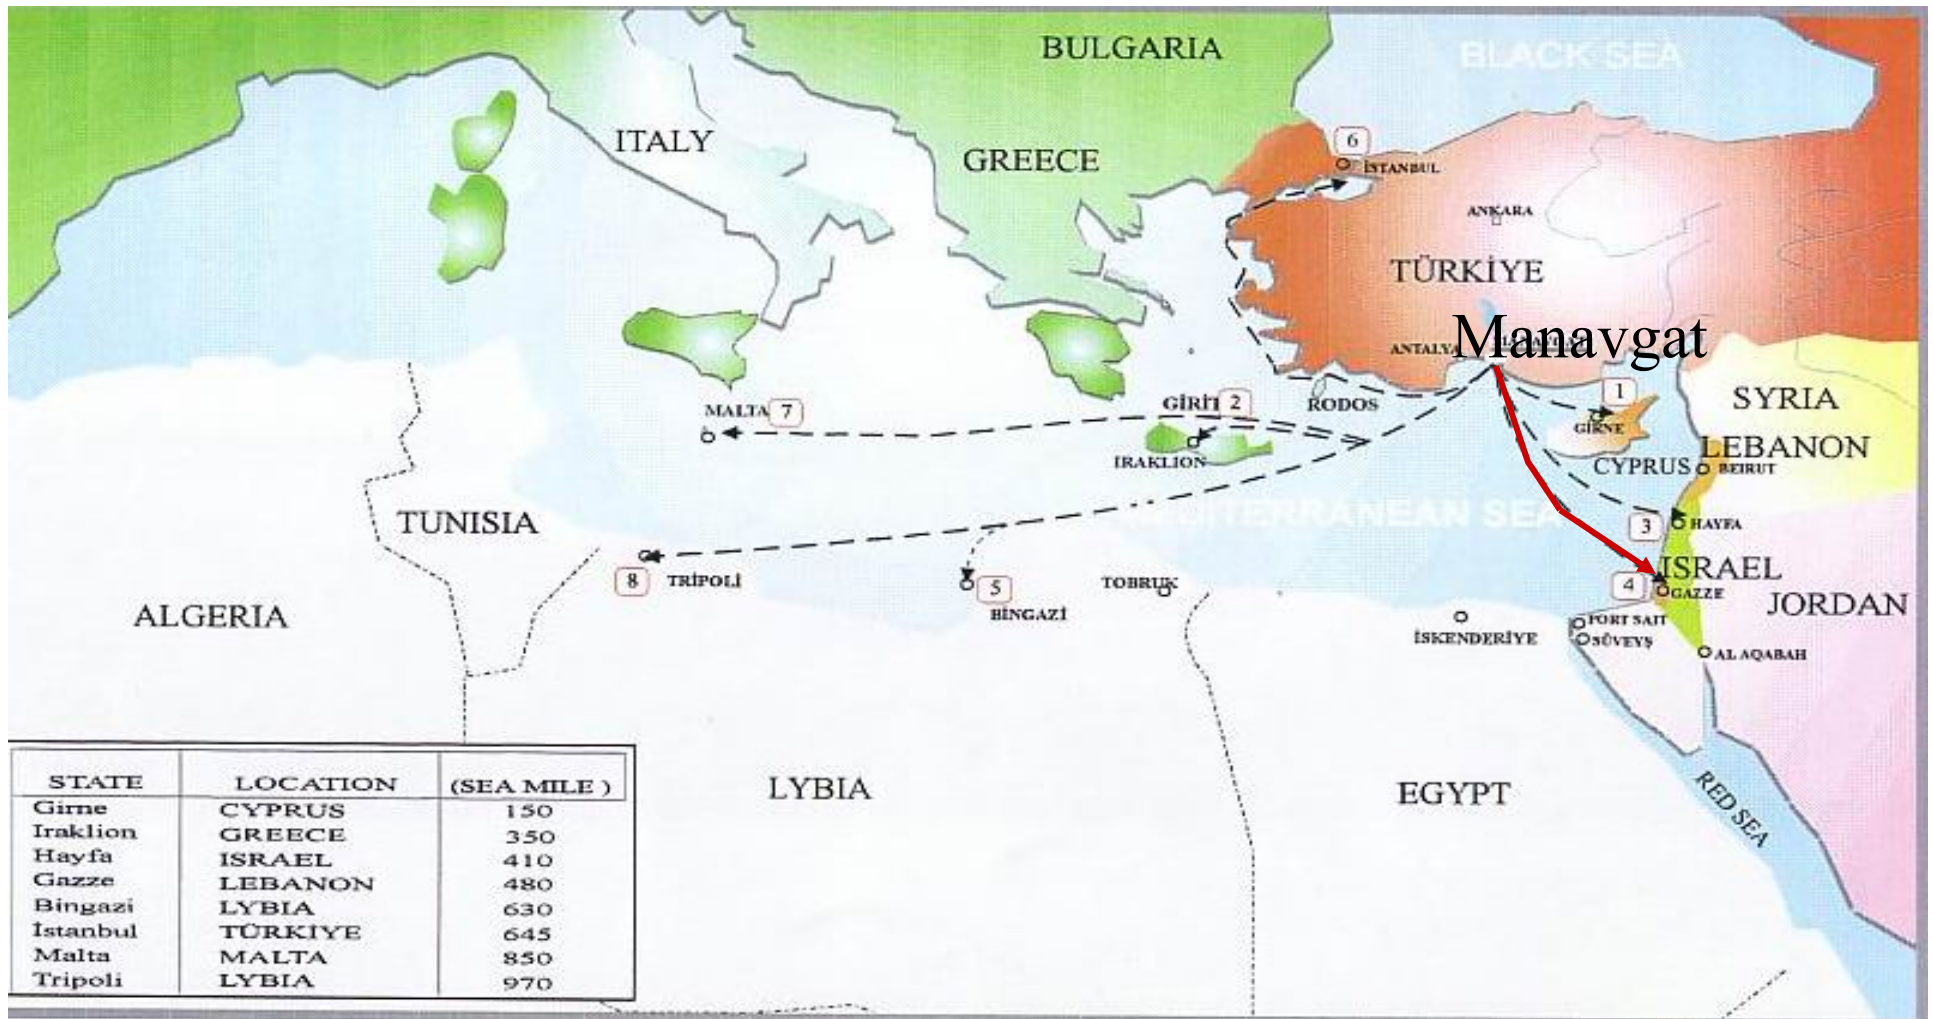 BULGARIA
BLACK SEA
ITALY
GREECE
6
İSTANBUL
ANKARA
TÜRKİYE
Manavgat
ANTALYA
1
SYRIA
MALTA 7
GİRİT 2
RODOS
GİRNE
LEBANON
CYPRUS
BEIRUT
IRAKLION
TUNISIA
MEDITERRANEAN SEA
3
HAYFA
8
TRİPOLİ
5
BİNGAZİ
TOBRUK
ISRAEL
4
GAZZE
JORDAN
ALGERIA
PORT SAIT
SÜVEYŞ
İSKENDERİYE
AL AQABAH
LYBIA
EGYPT
RED SEA
STATE LOCATION (SEA MILE )
Girne CYPRUS 150
Iraklion GREECE 350
Hayfa ISRAEL 410
Gazze LEBANON 480
Bingazi LYBIA 630
İstanbul TÜRKİYE 645
Malta MALTA 850
Tripoli LYBIA 970